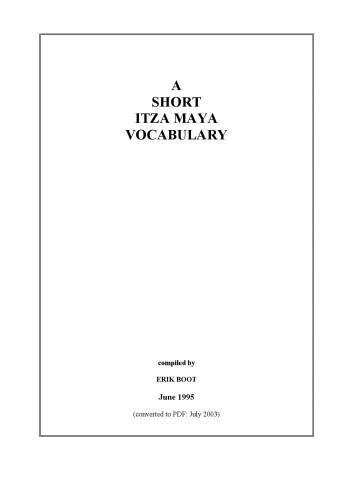 A
SHORT
ITZA MAYA
VOCABULARY
compiled by
ERIK BOOT
June 1995
(converted to PDF: July 2003)